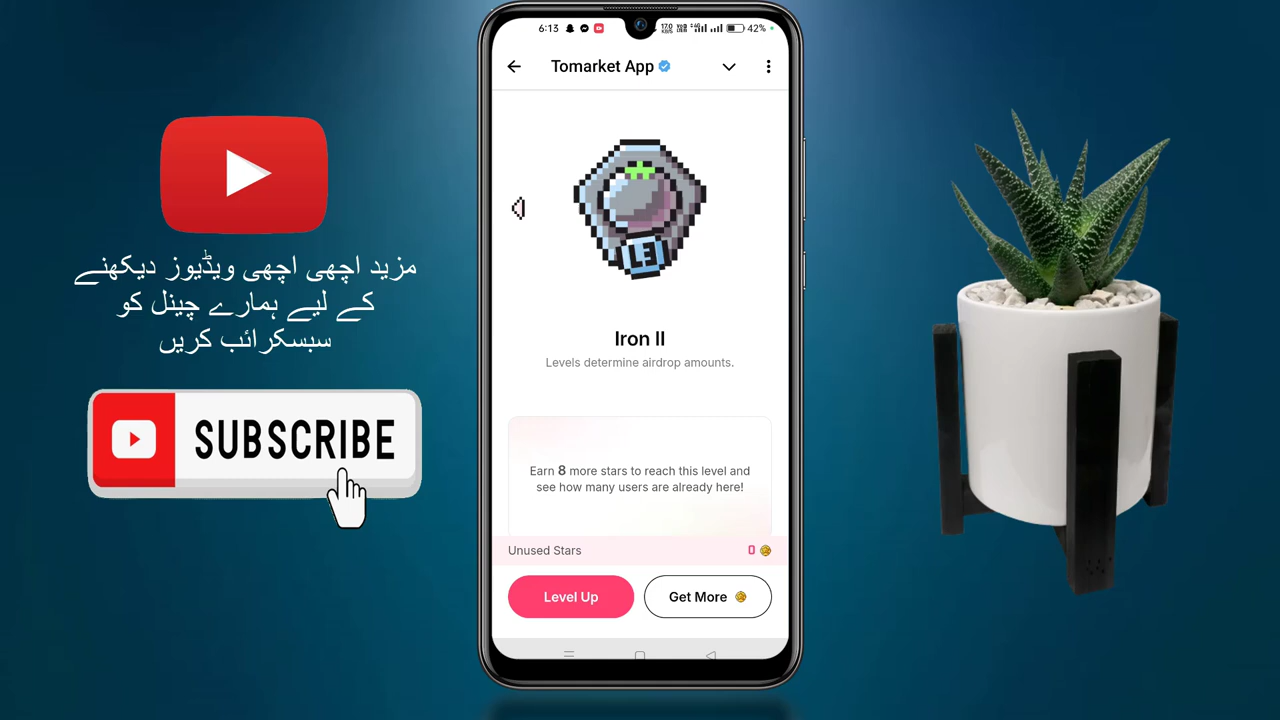 6:13
42%
Tomarket App
L3
Iron II
Levels determine airdrop amounts.
Earn 8 more stars to reach this level and
see how many users are already here!
Unused Stars 0
Level Up
Get More
مزید اچھی اچھی ویڈیوز دیکھنے
کے لیے ہمارے چینل کو
سبسکرائب کریں
SUBSCRIBE